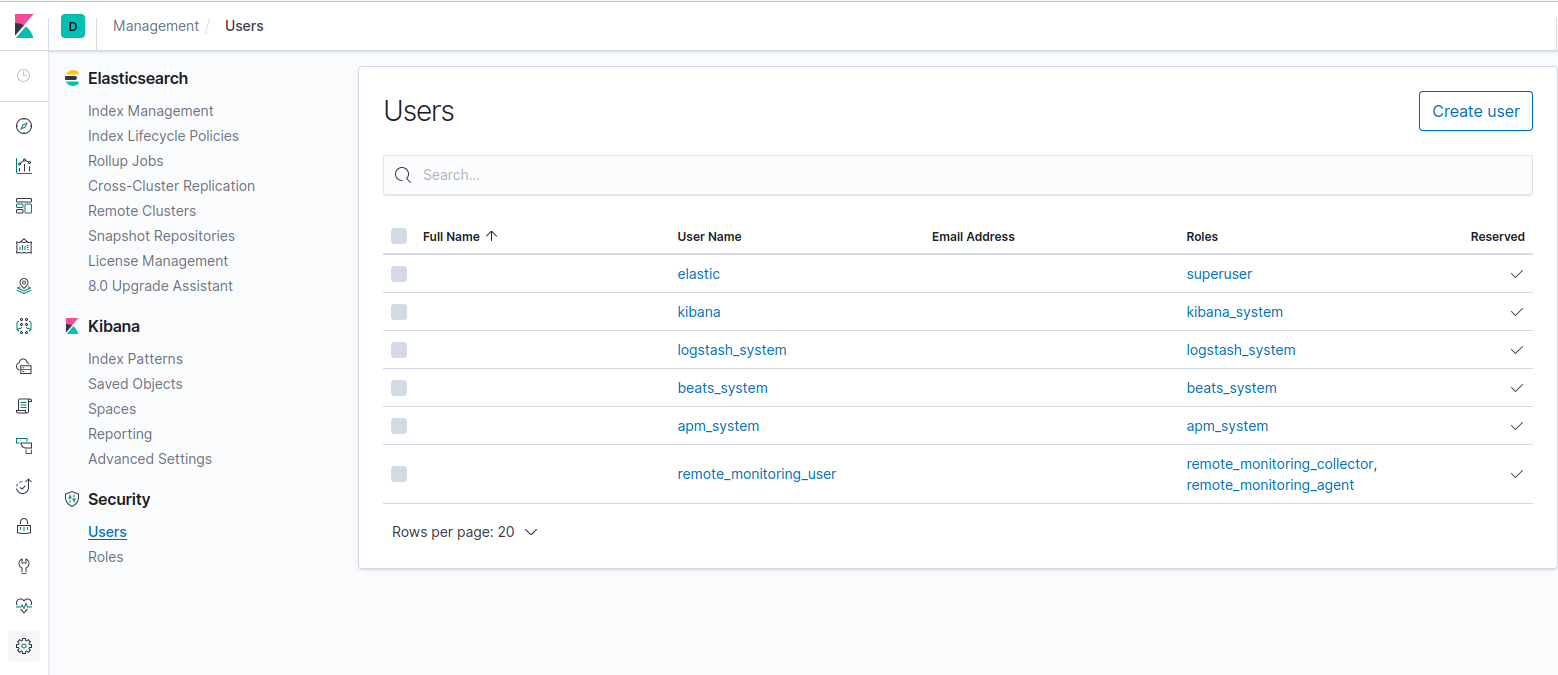 D Management / Users
Elasticsearch
Index Management
Index Lifecycle Policies
Rollup Jobs
Cross-Cluster Replication
Remote Clusters
Snapshot Repositories
License Management
8.0 Upgrade Assistant
Kibana
Index Patterns
Saved Objects
Spaces
Reporting
Advanced Settings
Security
Users
Roles
Users
Create user
Search...
Full Name User Name Email Address Roles Reserved
elastic superuser
kibana kibana_system
logstash_system logstash_system
beats_system beats_system
apm_system apm_system
remote_monitoring_user remote_monitoring_collector,
remote_monitoring_agent
Rows per page: 20